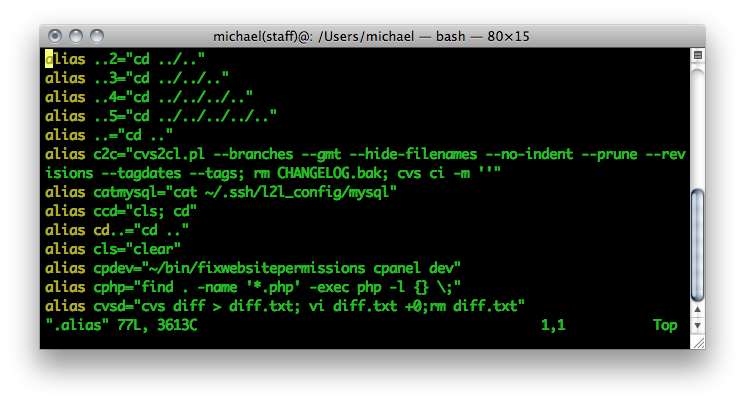 michael(staff)@: /Users/michael — bash — 80×15
alias ..2="cd ../.."
alias ..3="cd ../../.."
alias ..4="cd ../../../.."
alias ..5="cd ../../../../.."
alias ..="cd .."
alias c2c="cvs2cl.pl --branches --gmt --hide-filenames --no-indent --prune --rev
isions --tagdates --tags; rm CHANGELOG.bak; cvs ci -m ''"
alias catmysql="cat ~/.ssh/l2l_config/mysql"
alias ccd="cls; cd"
alias cd..="cd .."
alias cls="clear"
alias cpdev="~/bin/fixwebsitepermissions cpanel dev"
alias cphp="find . -name '*.php' -exec php -l {} \;"
alias cvsd="cvs diff > diff.txt; vi diff.txt +0;rm diff.txt"
".alias" 77L, 3613C 1,1 Top